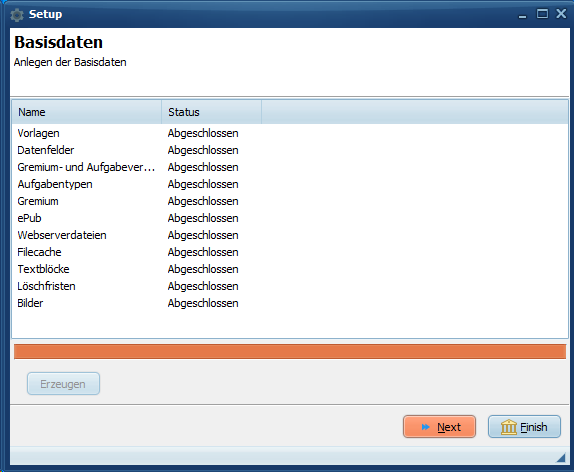 Setup
Basisdaten
Anlegen der Basisdaten
Name Status
Vorlagen Abgeschlossen
Datenfelder Abgeschlossen
Gremium- und Aufgabever... Abgeschlossen
Aufgabentypen Abgeschlossen
Gremium Abgeschlossen
ePub Abgeschlossen
Webserverdateien Abgeschlossen
Filecache Abgeschlossen
Textblöcke Abgeschlossen
Löschfristen Abgeschlossen
Bilder Abgeschlossen
Erzeugen
Next Finish